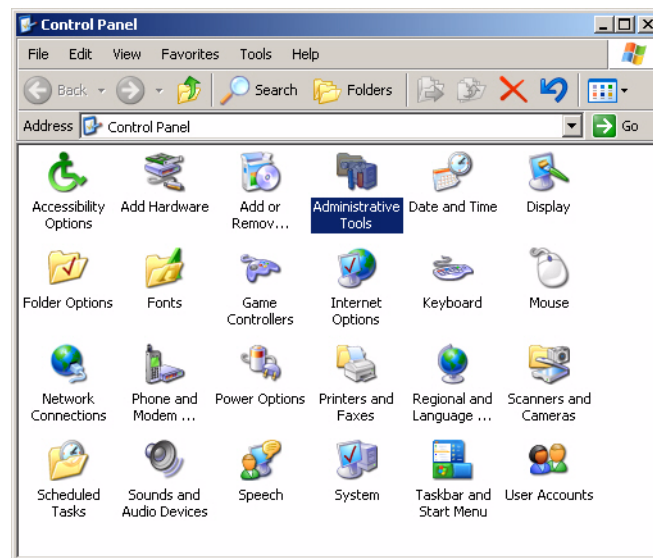 Control Panel
File Edit View Favorites Tools Help
Back Search Folders
Address Control Panel Go
Accessibility Options
Add Hardware
Add or Remov...
Administrative Tools
Date and Time
Display
Folder Options
Fonts
Game Controllers
Internet Options
Keyboard
Mouse
Network Connections
Phone and Modem ...
Power Options
Printers and Faxes
Regional and Language ...
Scanners and Cameras
Scheduled Tasks
Sounds and Audio Devices
Speech
System
Taskbar and Start Menu
User Accounts